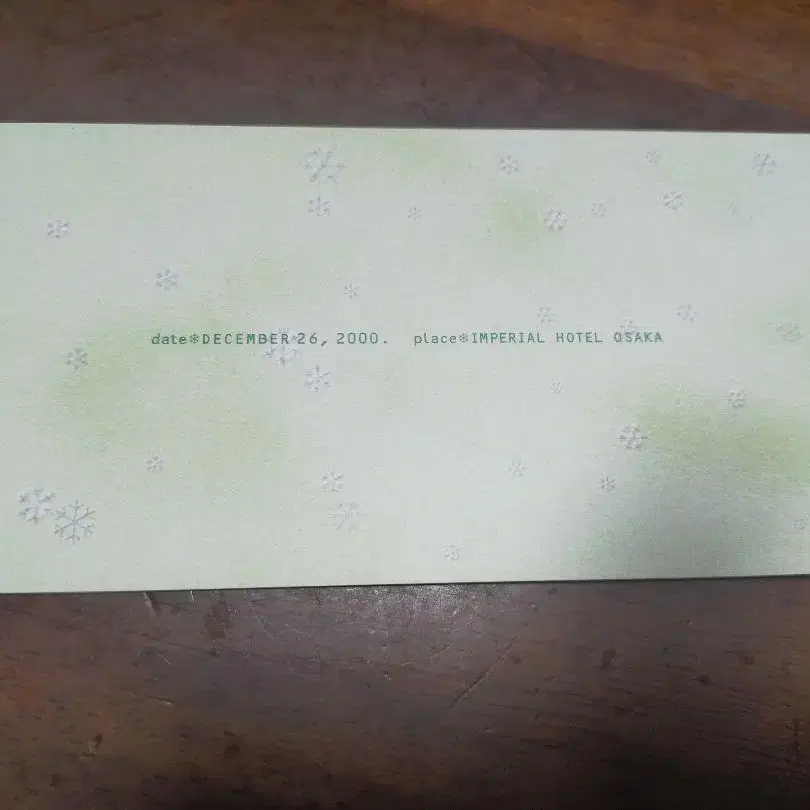 date❄DECEMBER 26, 2000. place❄IMPERIAL HOTEL OSAKA